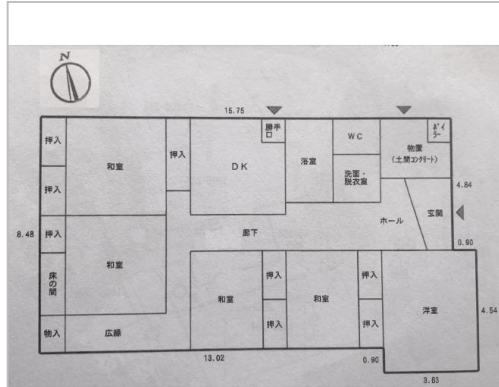 N
15.75
押入
和室
押入
DK
勝手
口
浴室
WC
物置
(土間コンクリート)
ボイ
ラー
押入
洗面・
脱衣室
4.84
玄関
ホール
8.48
押入
廊下
0.90
和室
床の間
押入
押入
和室
和室
洋室
4.54
物入
広縁
押入
押入
13.02
0.90
3.63